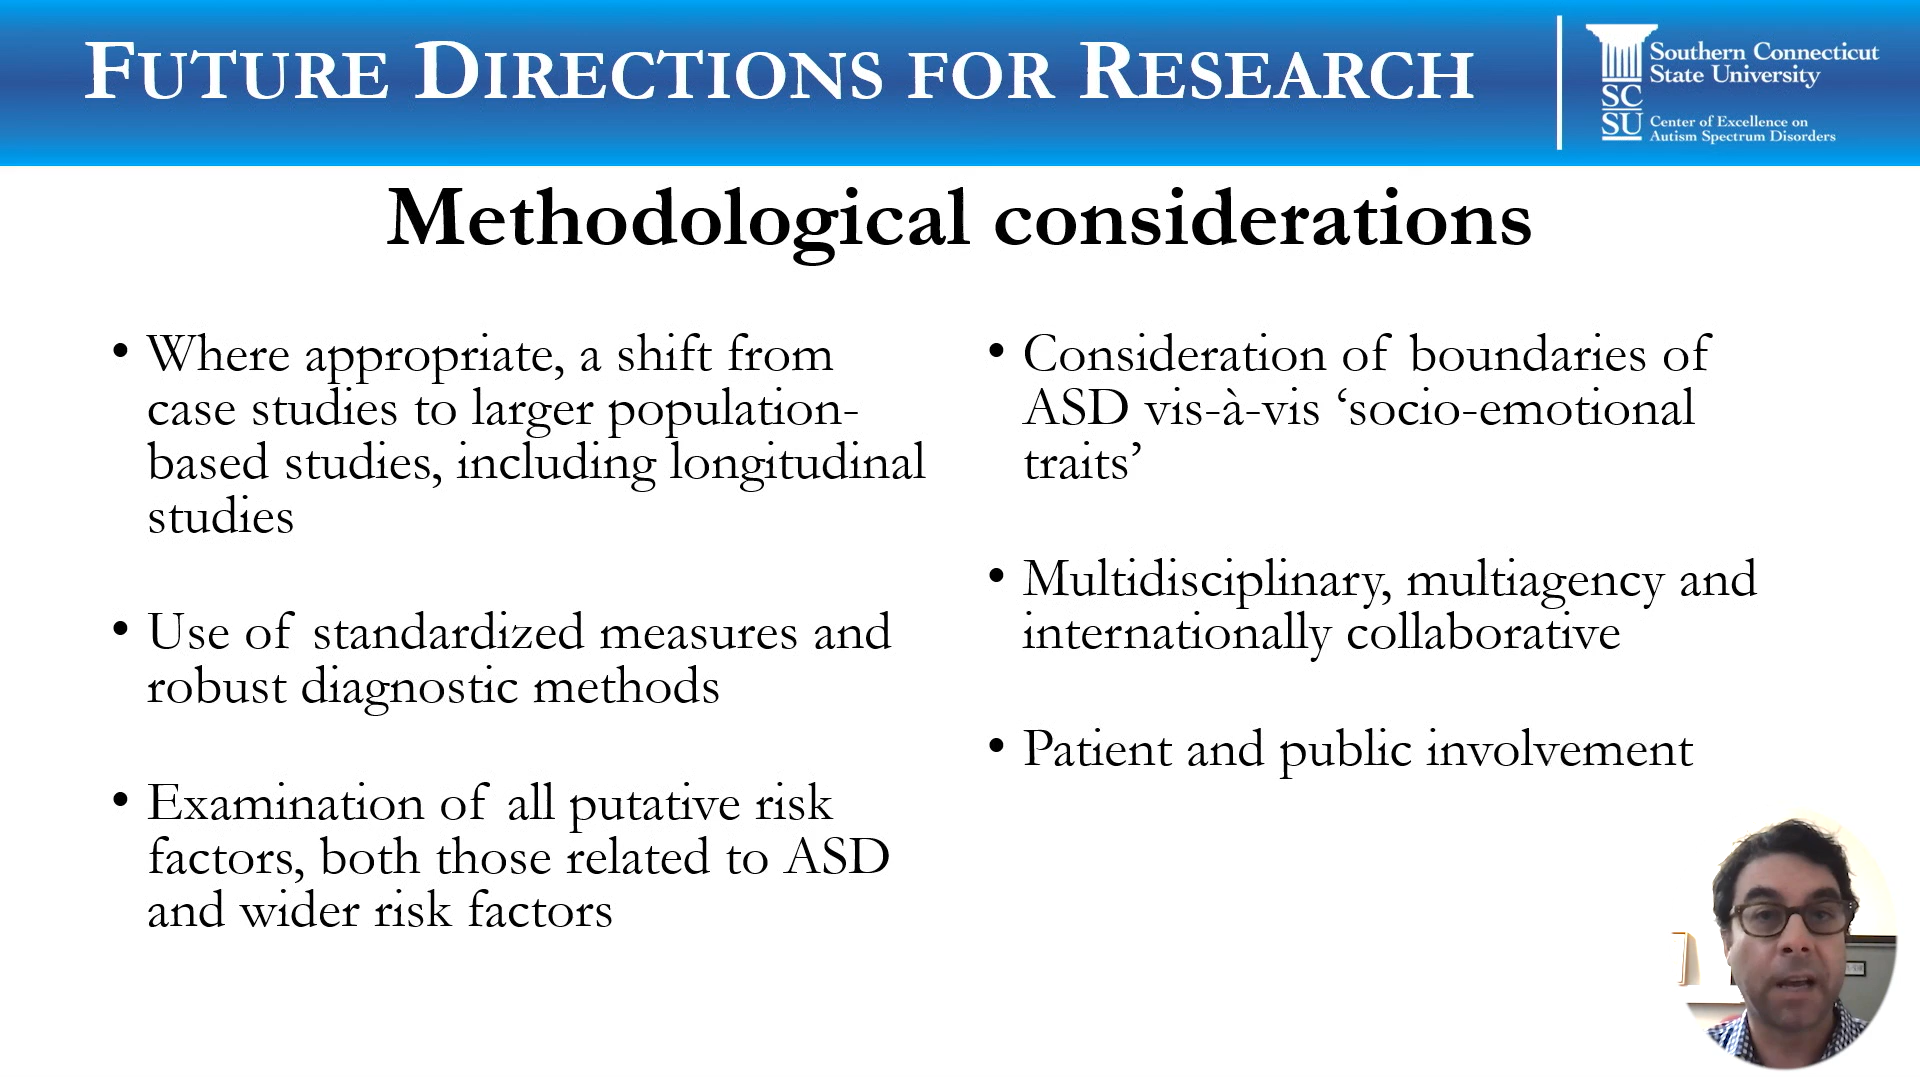 FUTURE DIRECTIONS FOR RESEARCH
Southern Connecticut
State University
SC
SU
Center of Excellence on
Autism Spectrum Disorders
Methodological considerations
• Where appropriate, a shift from
case studies to larger population-
based studies, including longitudinal
studies
• Use of standardized measures and
robust diagnostic methods
• Examination of all putative risk
factors, both those related to ASD
and wider risk factors
• Consideration of boundaries of
ASD vis-à-vis ‘socio-emotional
traits’
• Multidisciplinary, multiagency and
internationally collaborative
• Patient and public involvement